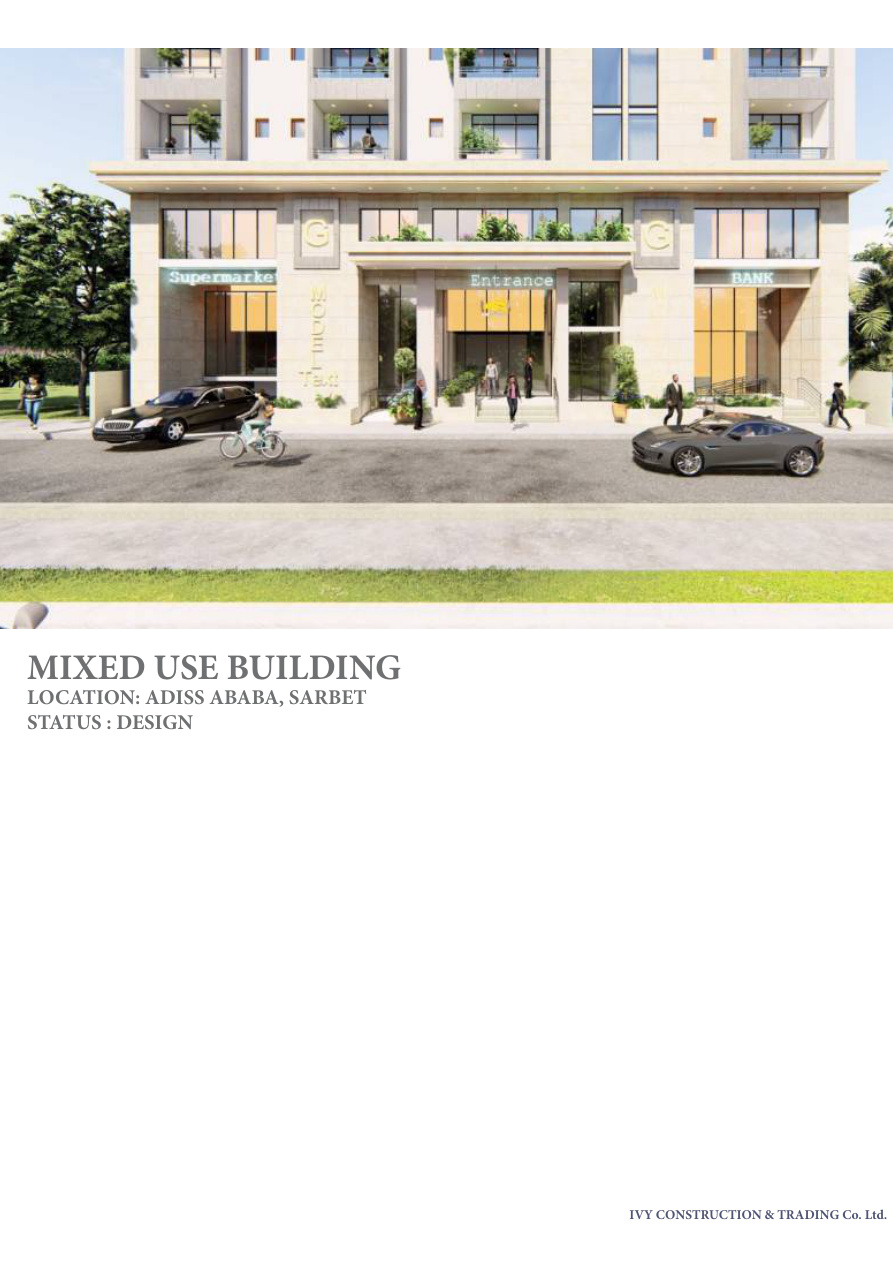 G
G
Supermarket
Entrance
BANK
MODEL
Text
MIXED USE BUILDING
LOCATION: ADISS ABABA, SARBET
STATUS : DESIGN
IVY CONSTRUCTION & TRADING Co. Ltd.